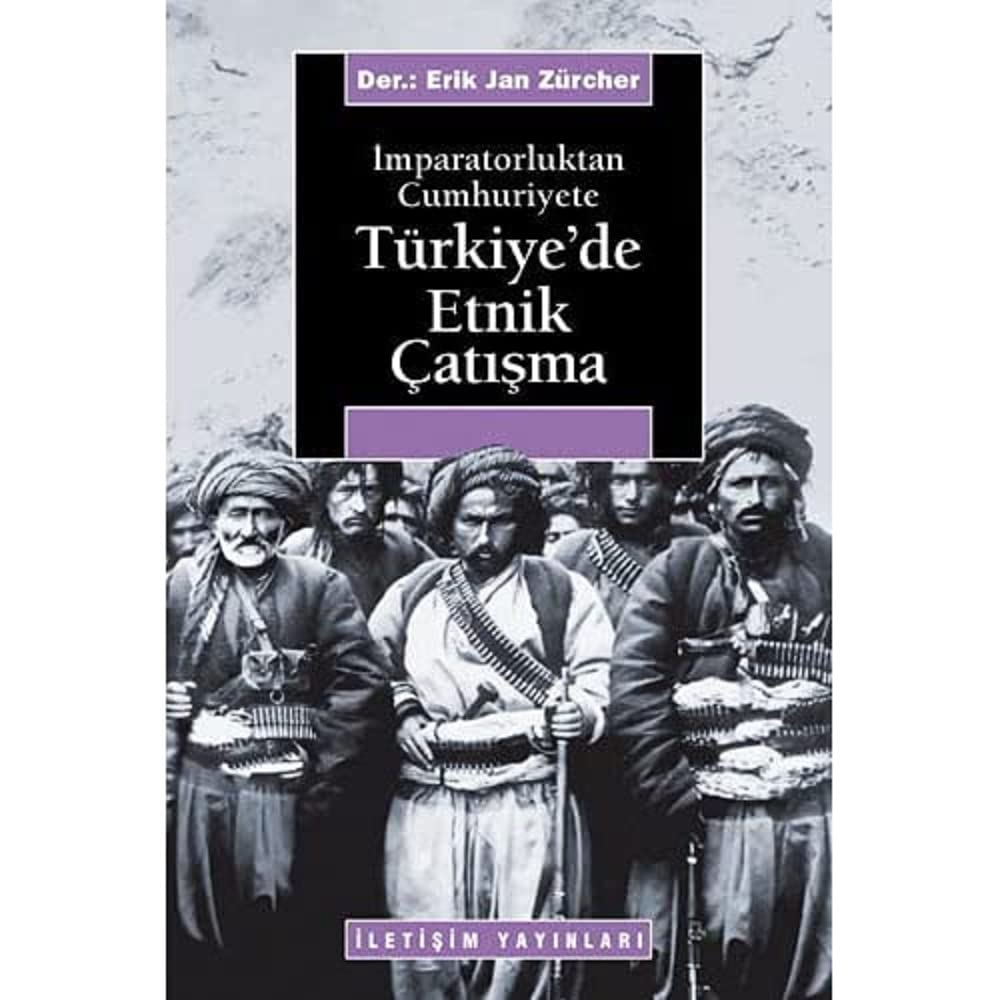 Der.: Erik Jan Zürcher
İmparatorluktan
Cumhuriyete
Türkiye’de
Etnik
Çatışma
İLETİŞİM YAYINLARI